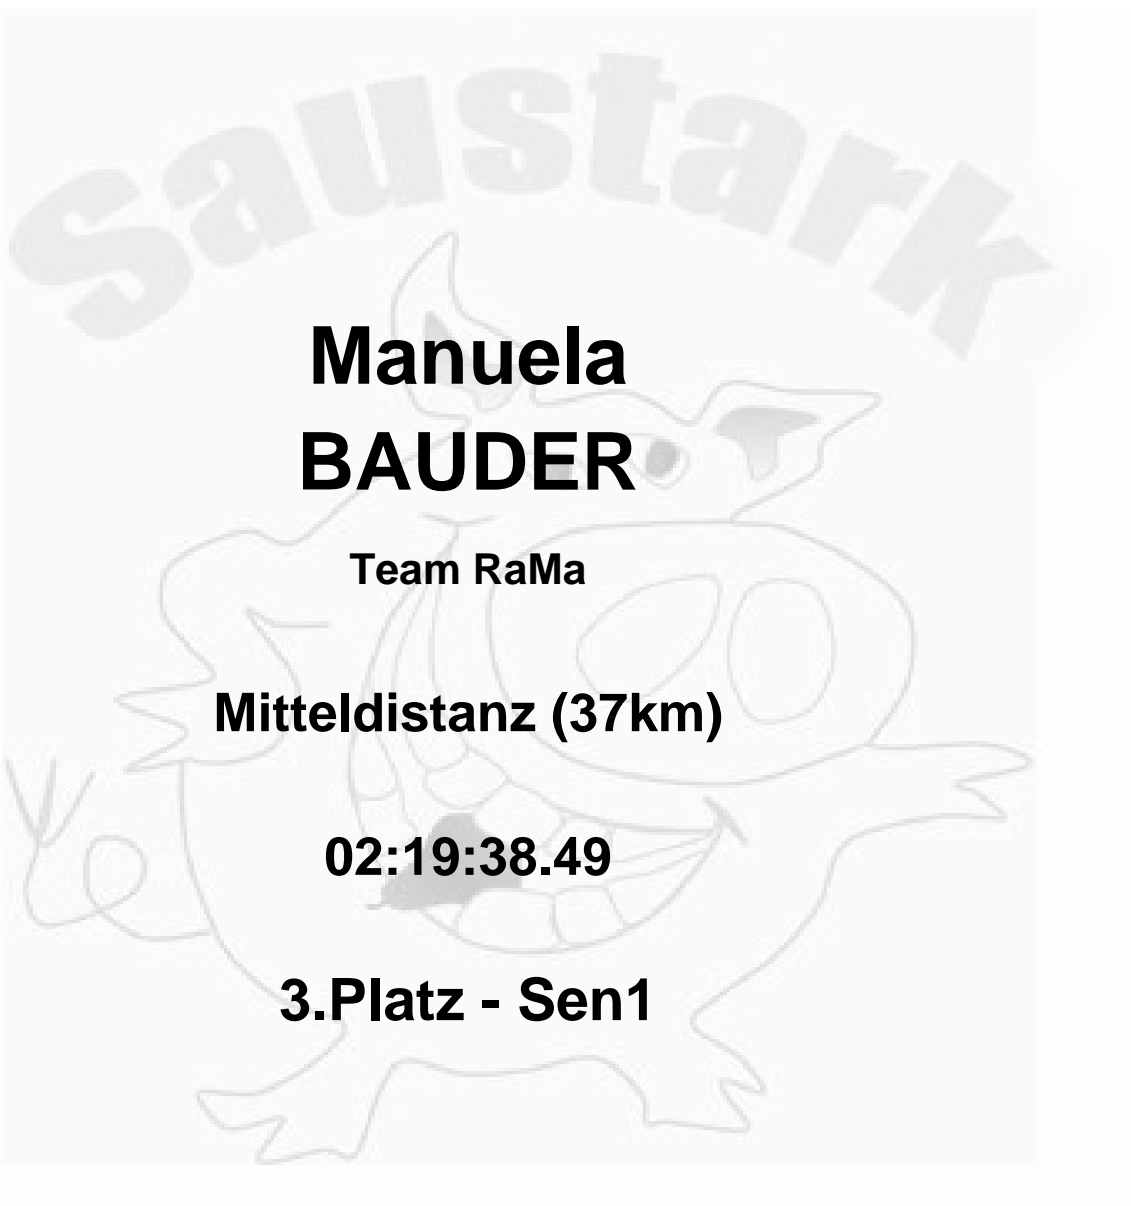 Saustark
Manuela
BAUDER
Team RaMa
Mitteldistanz (37km)
02:19:38.49
3.Platz - Sen1